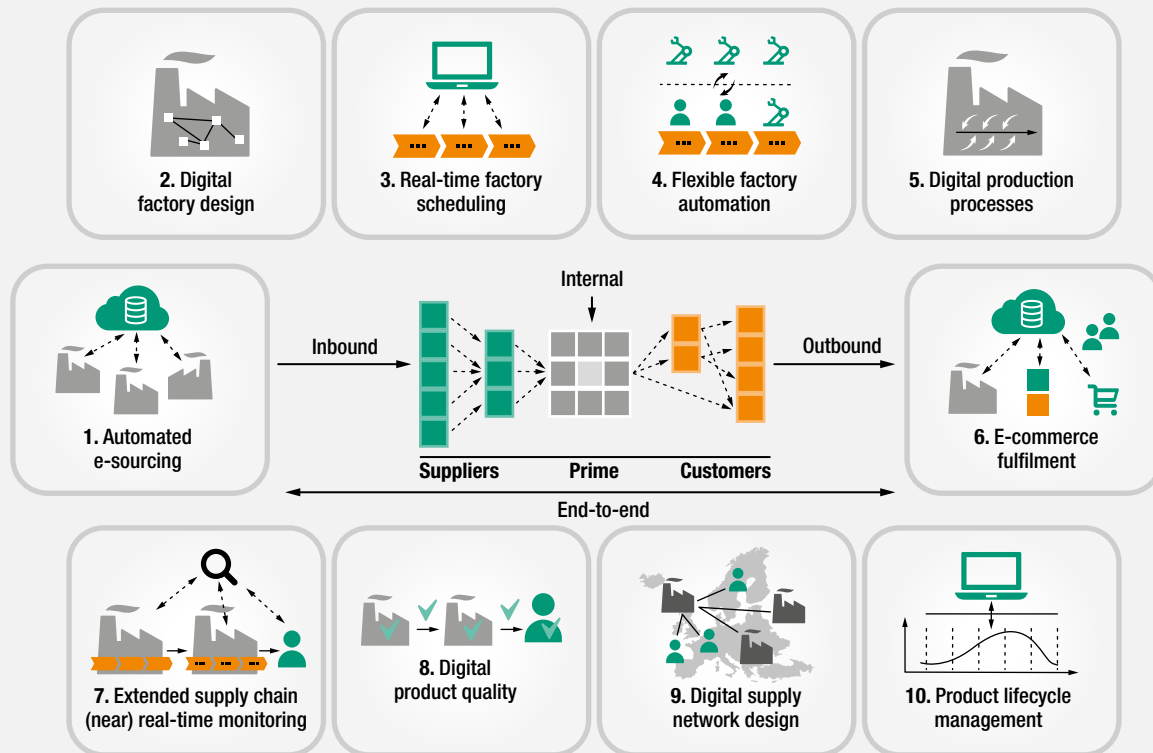 2. Digital
factory design
3. Real-time factory
scheduling
4. Flexible factory
automation
5. Digital production
processes
1. Automated
e-sourcing
Inbound
Internal
Outbound
Suppliers
Prime
Customers
End-to-end
6. E-commerce
fulfilment
7. Extended supply chain
(near) real-time monitoring
8. Digital
product quality
9. Digital supply
network design
10. Product lifecycle
management